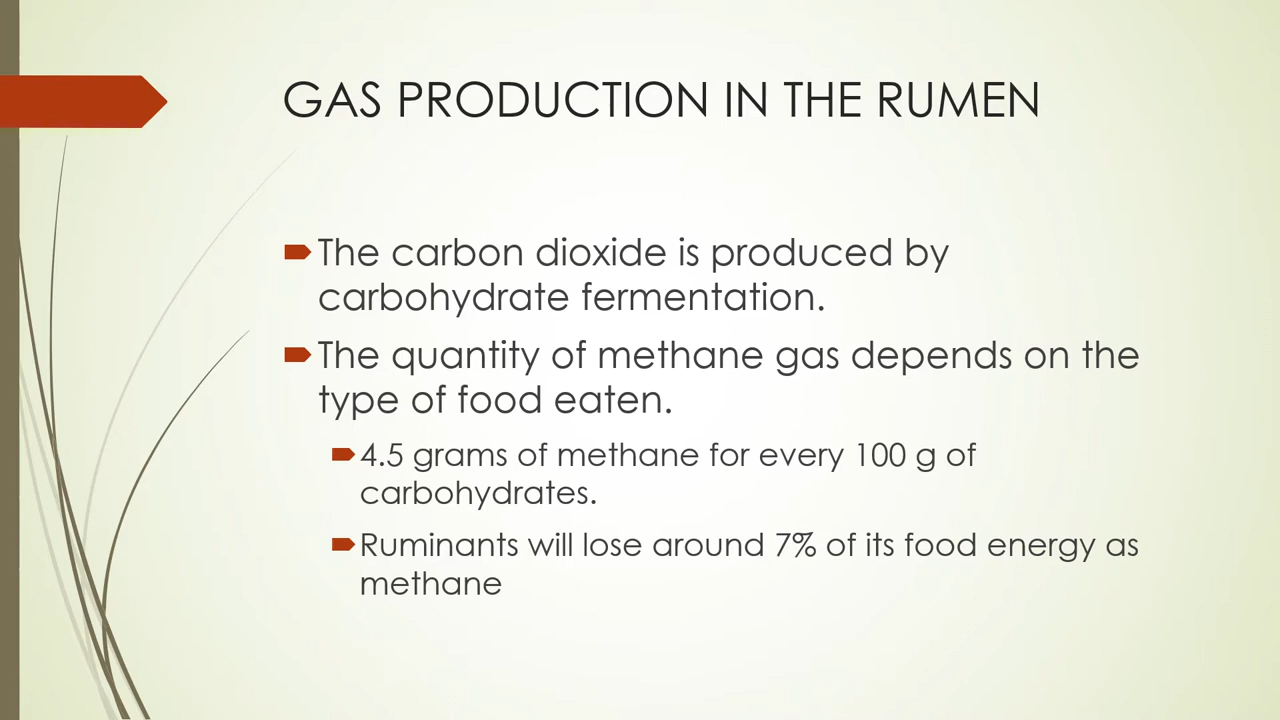 GAS PRODUCTION IN THE RUMEN
The carbon dioxide is produced by
carbohydrate fermentation.
The quantity of methane gas depends on the
type of food eaten.
4.5 grams of methane for every 100 g of
carbohydrates.
Ruminants will lose around 7% of its food energy as
methane